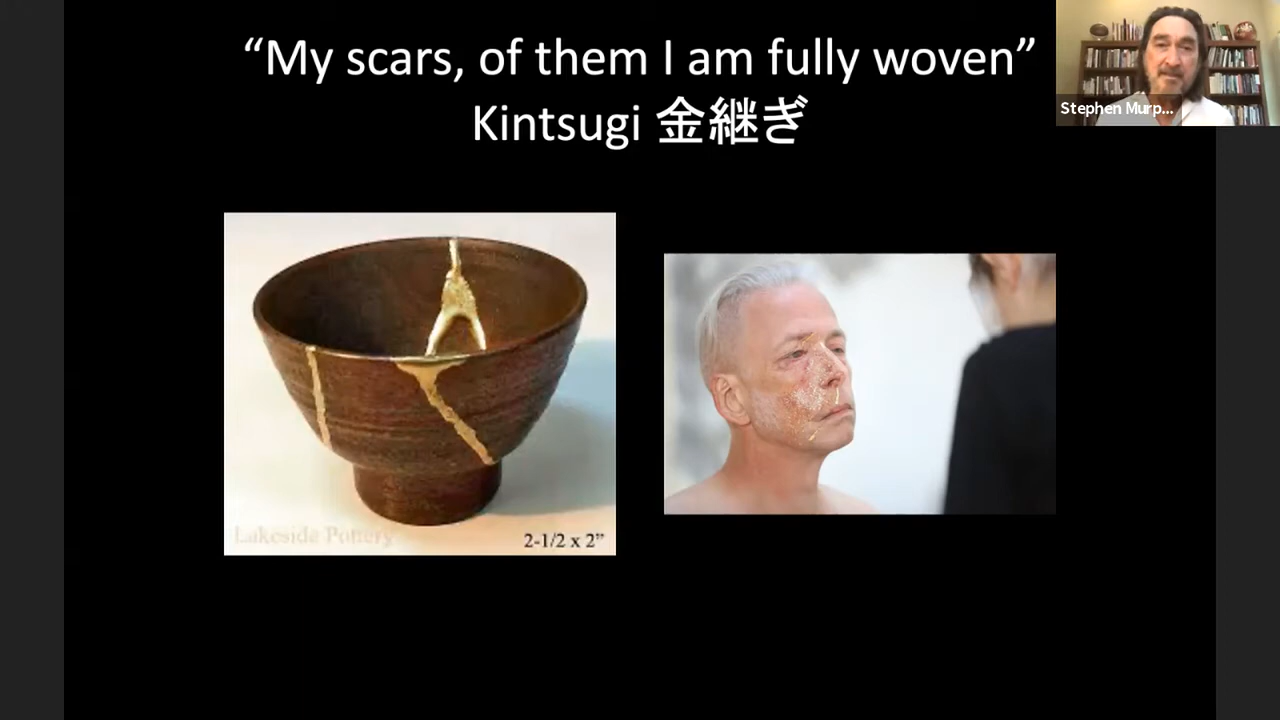 “My scars, of them I am fully woven”
Kintsugi 金継ぎ
Stephen Murp...
Lakeside Pottery
2-1/2 x 2”